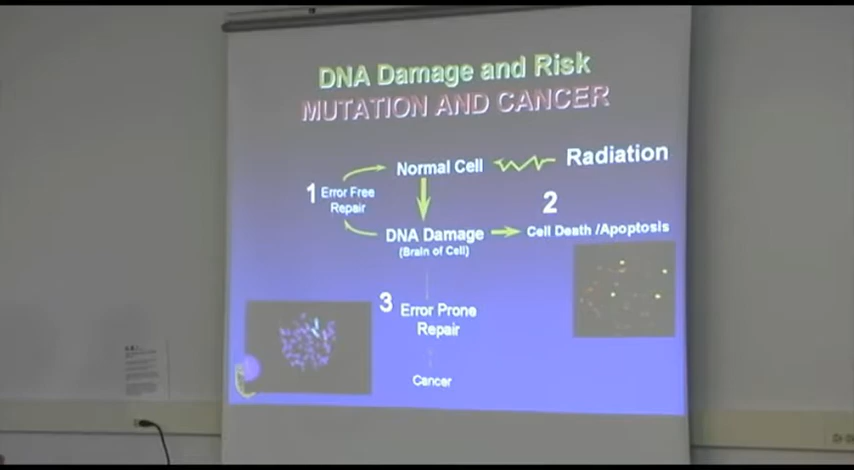 DNA Damage and Risk
MUTATION AND CANCER
Normal Cell
Radiation
1 Error Free
Repair
2
DNA Damage
(Brain of Cell)
Cell Death /Apoptosis
3 Error Prone
Repair
Cancer